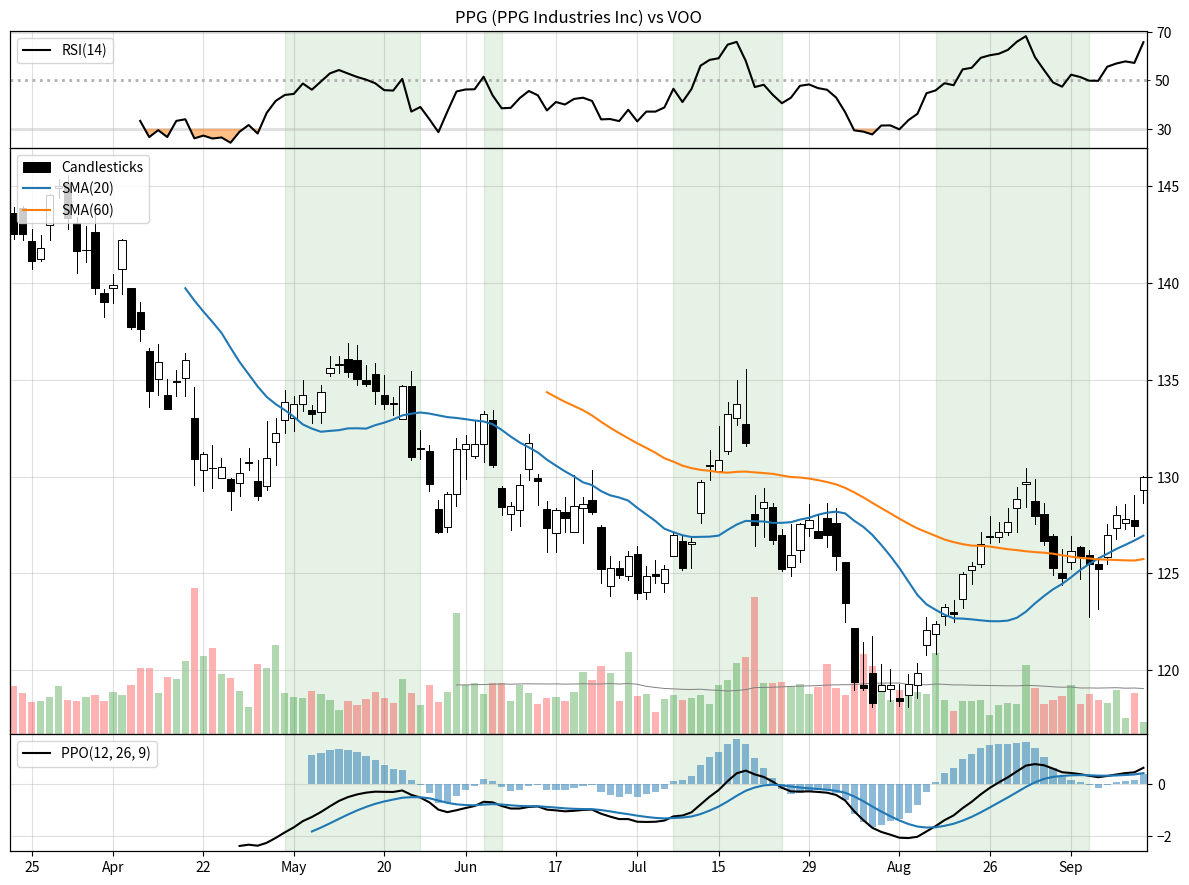 PPG (PPG Industries Inc) vs VOO
RSI(14)
70
50
30
Candlesticks
SMA(20)
SMA(60)
145
140
135
130
125
120
PPO(12, 26, 9)
0
−2
25 Apr 22 May 20 Jun 17 Jul 15 29 Aug 26 Sep